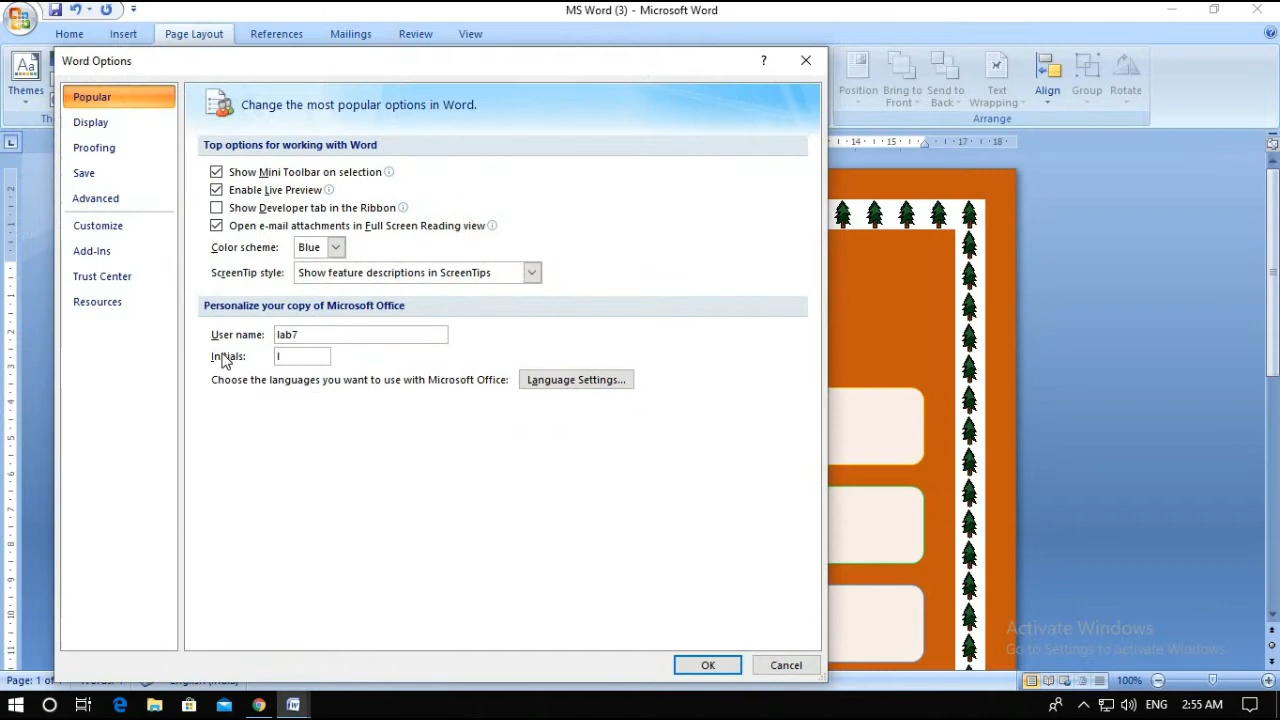 MS Word (3) - Microsoft Word
Home Insert Page Layout References Mailings Review View
Themes
Position Bring to Front Send to Back Text Wrapping Align Group Rotate
Arrange
Word Options
Popular
Display
Proofing
Save
Advanced
Customize
Add-Ins
Trust Center
Resources
Change the most popular options in Word.
Top options for working with Word
Show Mini Toolbar on selection
Enable Live Preview
Show Developer tab in the Ribbon
Open e-mail attachments in Full Screen Reading view
Color scheme: Blue
ScreenTip style: Show feature descriptions in ScreenTips
Personalize your copy of Microsoft Office
User name: lab7
Initials: l
Choose the languages you want to use with Microsoft Office: Language Settings...
OK Cancel
14 15 17 18
Activate Windows
Go to Settings to activate Windows.
Page: 1 of
100%
ENG 2:55 AM